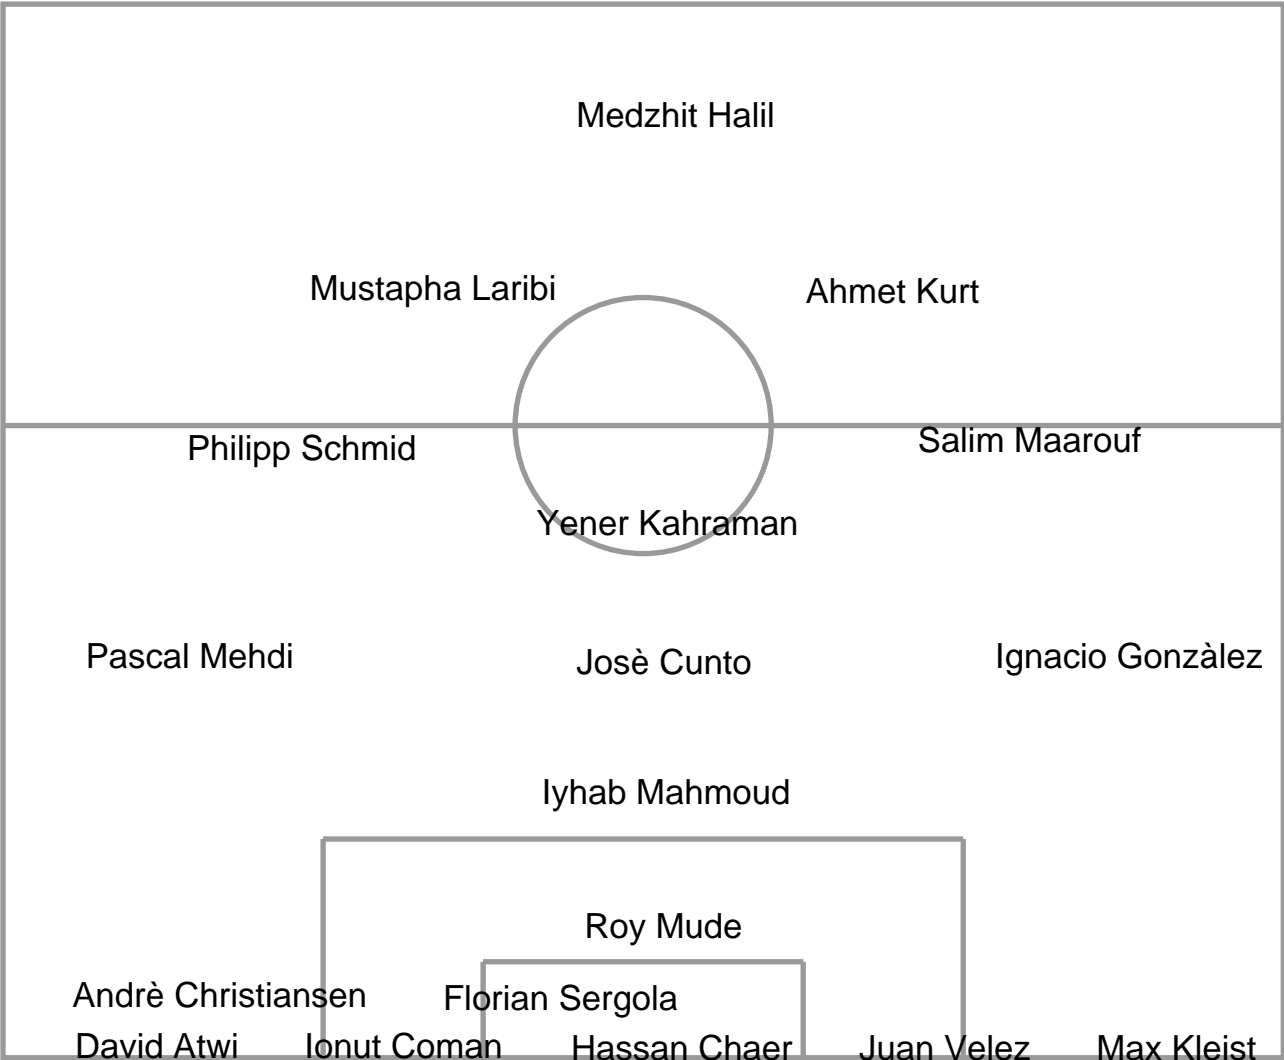 Medzhit Halil
Mustapha Laribi
Ahmet Kurt
Philipp Schmid
Salim Maarouf
Yener Kahraman
Pascal Mehdi
Josè Cunto
Ignacio Gonzàlez
Iyhab Mahmoud
Roy Mude
Andrè Christiansen
Florian Sergola
David Atwi
Ionut Coman
Hassan Chaer
Juan Velez
Max Kleist